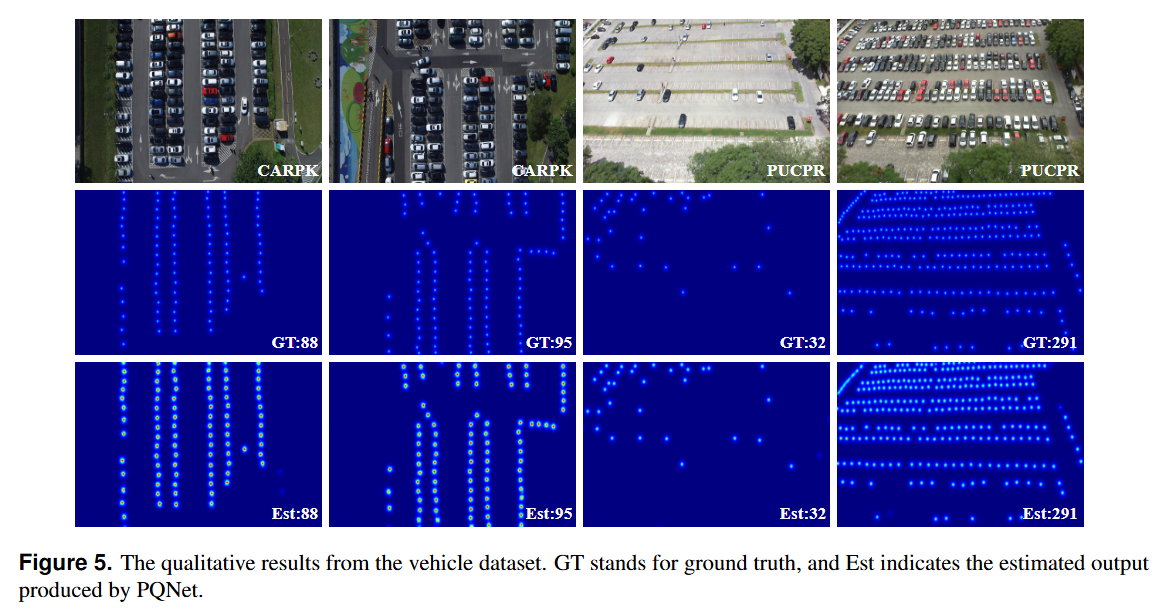 CARPK
CARPK
PUCPR
PUCPR
GT:88
GT:95
GT:32
GT:291
Est:88
Est:95
Est:32
Est:291
Figure 5. The qualitative results from the vehicle dataset. GT stands for ground truth, and Est indicates the estimated output
produced by PQNet.